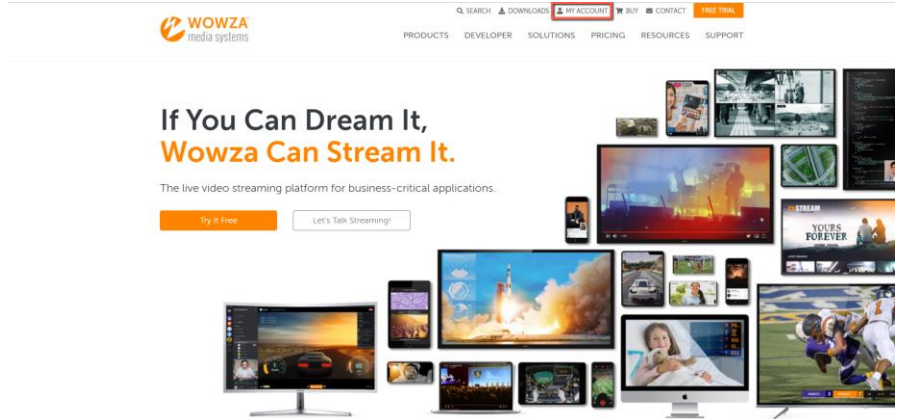 SEARCH DOWNLOADS MY ACCOUNT BUY CONTACT FREE TRIAL
WOWZA
media systems
PRODUCTS DEVELOPER SOLUTIONS PRICING RESOURCES SUPPORT
If You Can Dream It,
Wowza Can Stream It.
The live video streaming platform for business-critical applications.
Try It Free
Let's Talk Streaming!
STREAM
YOURS
FOREVER